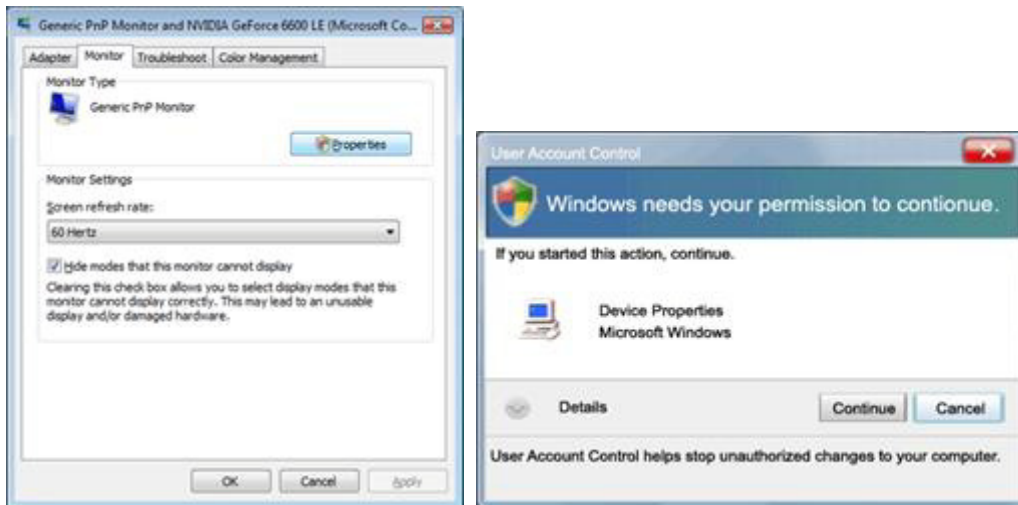 Generic PnP Monitor and NVIDIA GeForce 6600 LE (Microsoft Co...
Adapter Monitor Troubleshoot Color Management
Monitor Type
Generic PnP Monitor
Properties
Monitor Settings
Screen refresh rate:
60 Hertz
Hide modes that this monitor cannot display
Clearing this check box allows you to select display modes that this
monitor cannot display correctly. This may lead to an unusable
display and/or damaged hardware.
OK Cancel Apply
User Account Control
Windows needs your permission to contionue.
If you started this action, continue.
Device Properties
Microsoft Windows
Details Continue Cancel
User Account Control helps stop unauthorized changes to your computer.